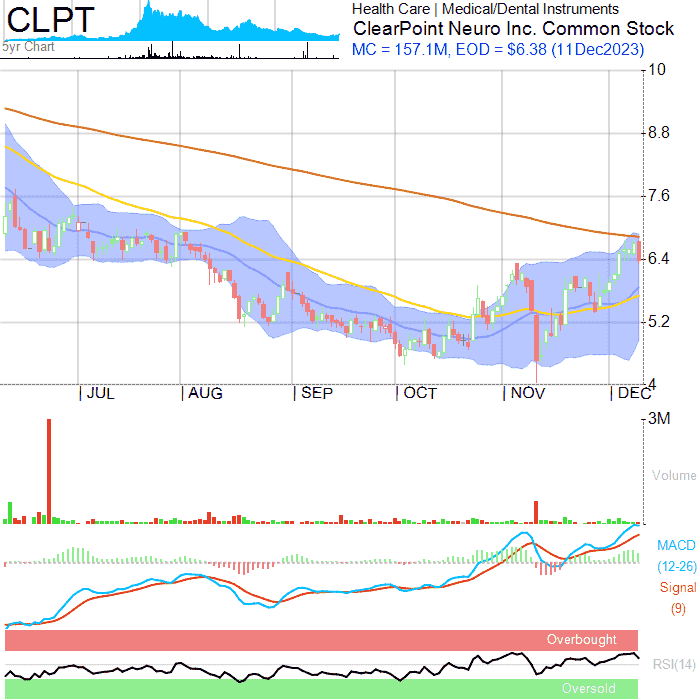 CLPT
5yr Chart
Health Care | Medical/Dental Instruments
ClearPoint Neuro Inc. Common Stock
MC = 157.1M, EOD = $6.38 (11Dec2023)
10
8.8
7.6
6.4
5.2
4
JUL AUG SEP OCT NOV DEC
3M
Volume
MACD
(12-26)
Signal
(9)
Overbought
RSI(14)
Oversold